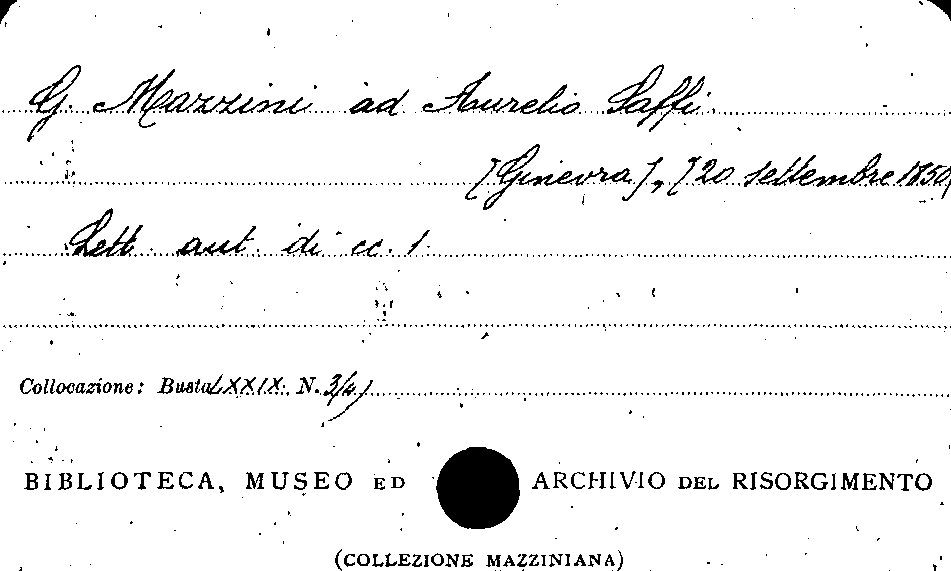 G. Mazzini ad Aurelio Saffi
[Ginevra], [20 settembre 1850]
Lett. aut. di cc. 1.
Collocazione: Busta LXXIX. N. 3/4)
BIBLIOTECA, MUSEO ED ARCHIVIO DEL RISORGIMENTO
(COLLEZIONE MAZZINIANA)